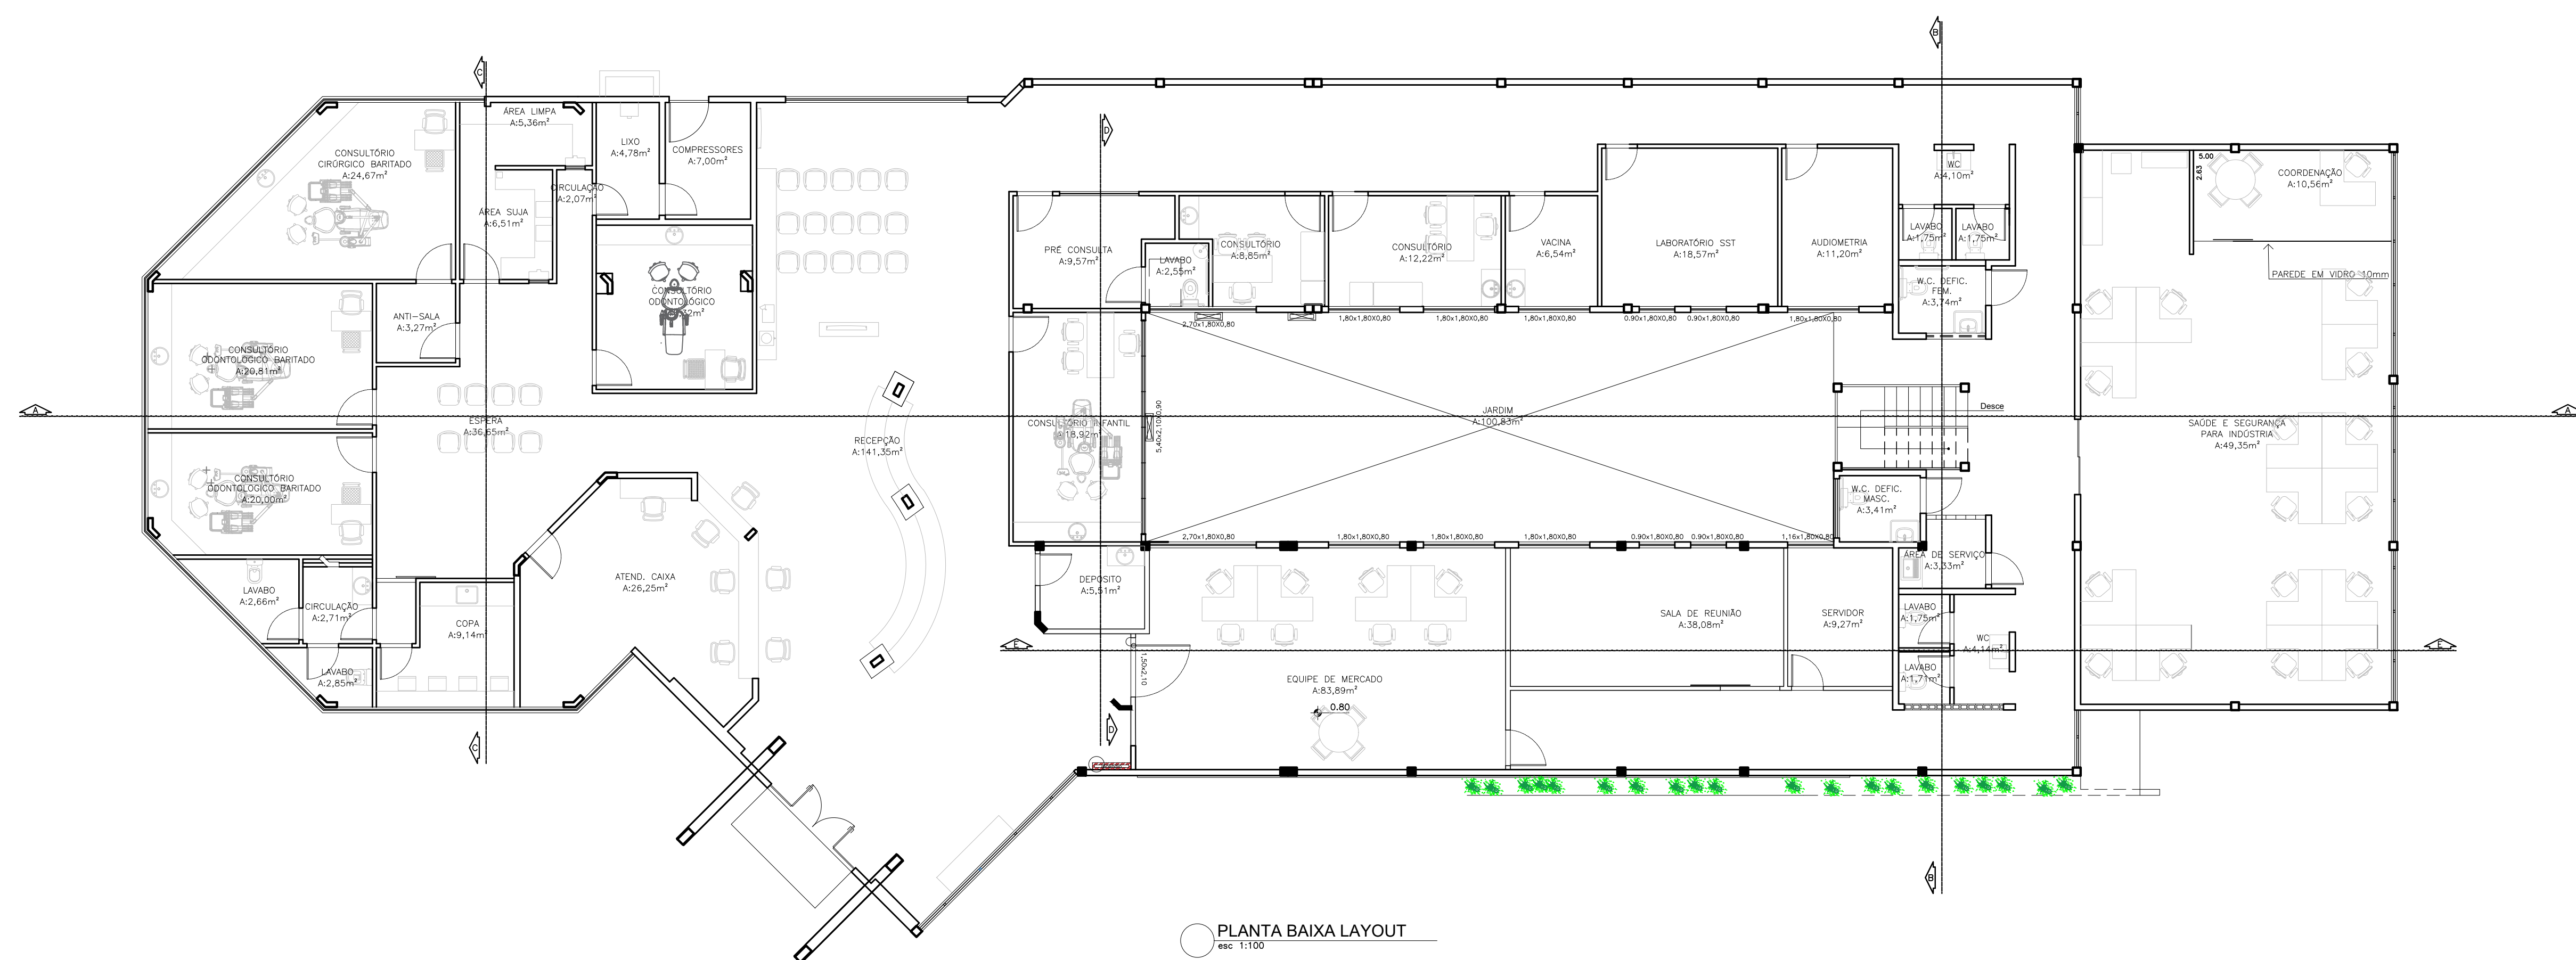 C
B
ÁREA LIMPA
A:5,36m²
LIXO
A:4,78m²
COMPRESSORES
A:7,00m²
D
CONSULTÓRIO
CIRÚRGICO BARITADO
A:24,67m²
CIRCULAÇÃO
A:2,07m²
ÁREA SUJA
A:6,51m²
WC
A:4,10m²
5.00
2.63
COORDENAÇÃO
A:10,56m²
PRÉ CONSULTA
A:9,57m²
LAVABO
A:2,55m²
CONSULTÓRIO
A:8,85m²
CONSULTÓRIO
A:12,22m²
VACINA
A:6,54m²
LABORATÓRIO SST
A:18,57m²
AUDIOMETRIA
A:11,20m²
LAVABO
A:1,75m²
LAVABO
A:1,75m²
PAREDE EM VIDRO 10mm
W.C. DEFIC.
FEM.
A:3,74m²
CONSULTÓRIO
ODONTOLÓGICO
ANTI-SALA
A:3,27m²
2,70x1,80X0,80
1,80x1,80X0,80
1,80x1,80X0,80
1,80x1,80X0,80
0.90x1,80X0,80
0.90x1,80X0,80
1,80x1,80X0,80
CONSULTÓRIO
ODONTOLOGICO BARITADO
A:20,81m²
A
A
Desce
ESPERA
A:36,65m²
RECEPÇÃO
A:141,35m²
CONSULTÓRIO INFANTIL
A:18,92m²
5,40x2,10X0,90
JARDIM
A:100,83m²
SAÚDE E SEGURANÇA
PARA INDÚSTRIA
A:49,35m²
CONSULTÓRIO
ODONTOLOGICO BARITADO
A:20,00m²
W.C. DEFIC.
MASC.
A:3,41m²
2,70x1,80X0,80
1,80x1,80X0,80
1,80x1,80X0,80
1,80x1,80X0,80
0.90x1,80X0,80
0.90x1,80X0,80
1,16x1,80X0,80
ÁREA DE SERVIÇO
A:3,33m²
LAVABO
A:2,66m²
CIRCULAÇÃO
A:2,71m²
COPA
A:9,14m²
ATEND. CAIXA
A:26,25m²
DEPOSITO
A:5,51m²
SALA DE REUNIÃO
A:38,08m²
SERVIDOR
A:9,27m²
LAVABO
A:1,75m²
WC
A:4,14m²
E
E
LAVABO
A:2,85m²
1,50x2,10
EQUIPE DE MERCADO
A:83,89m²
LAVABO
A:1,71m²
0.80
C
D
B
PLANTA BAIXA LAYOUT
esc 1:100